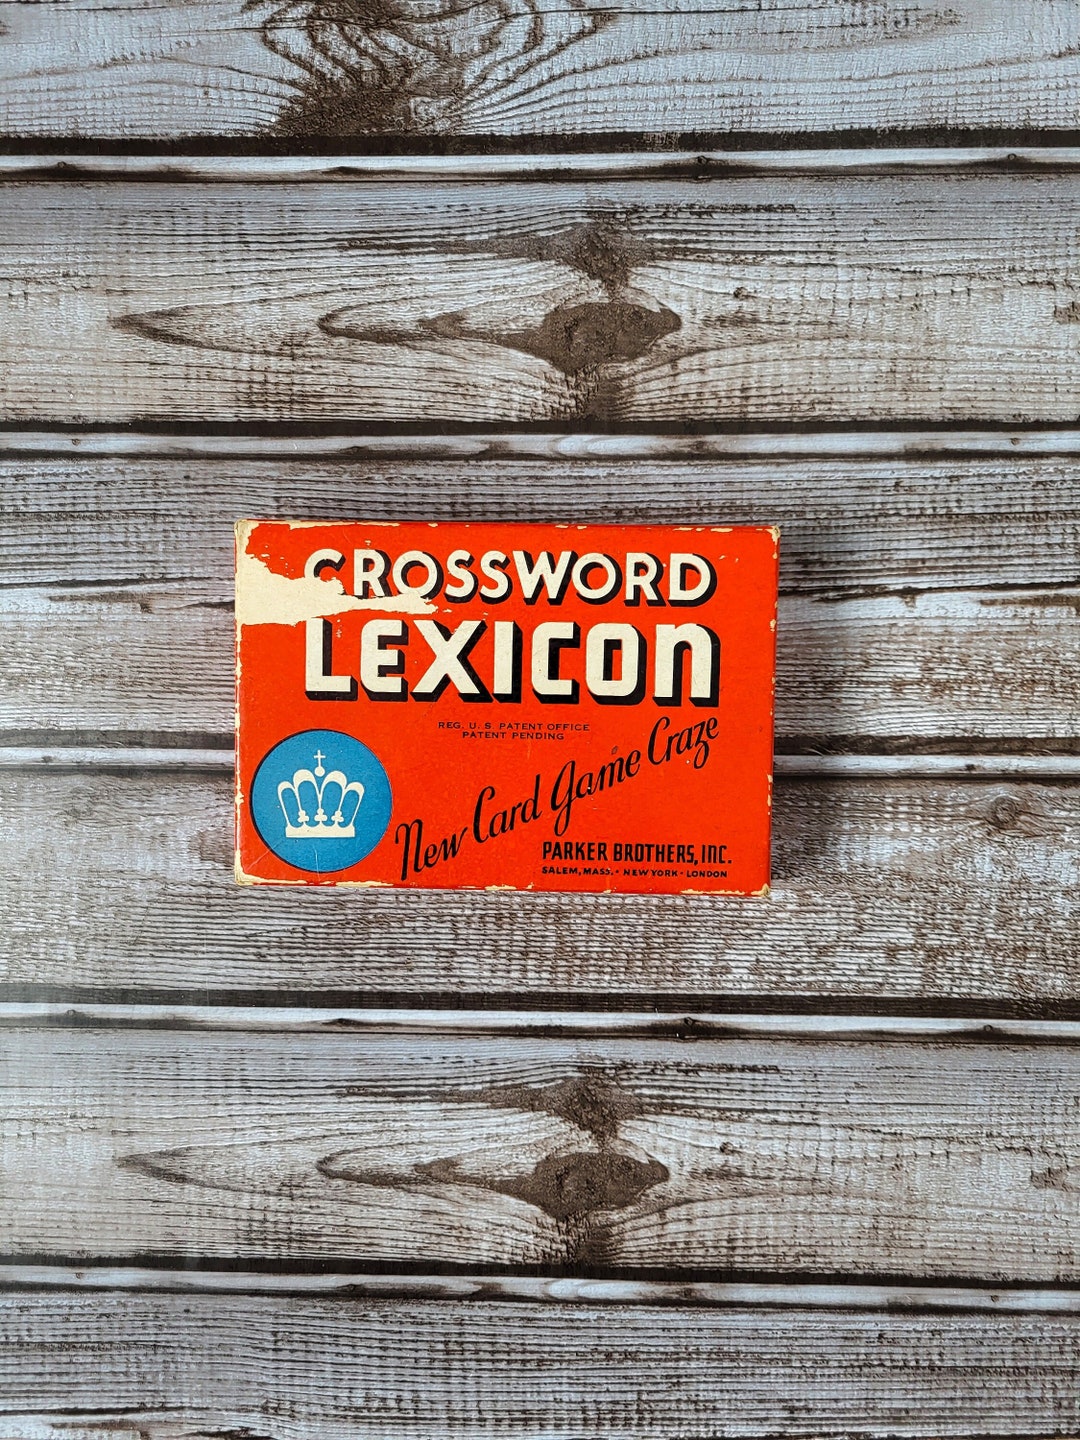 CROSSWORD
LEXICON
REG. U. S. PATENT OFFICE
PATENT PENDING
New Card Game Craze
PARKER BROTHERS, INC.
SALEM, MASS. • NEW YORK • LONDON